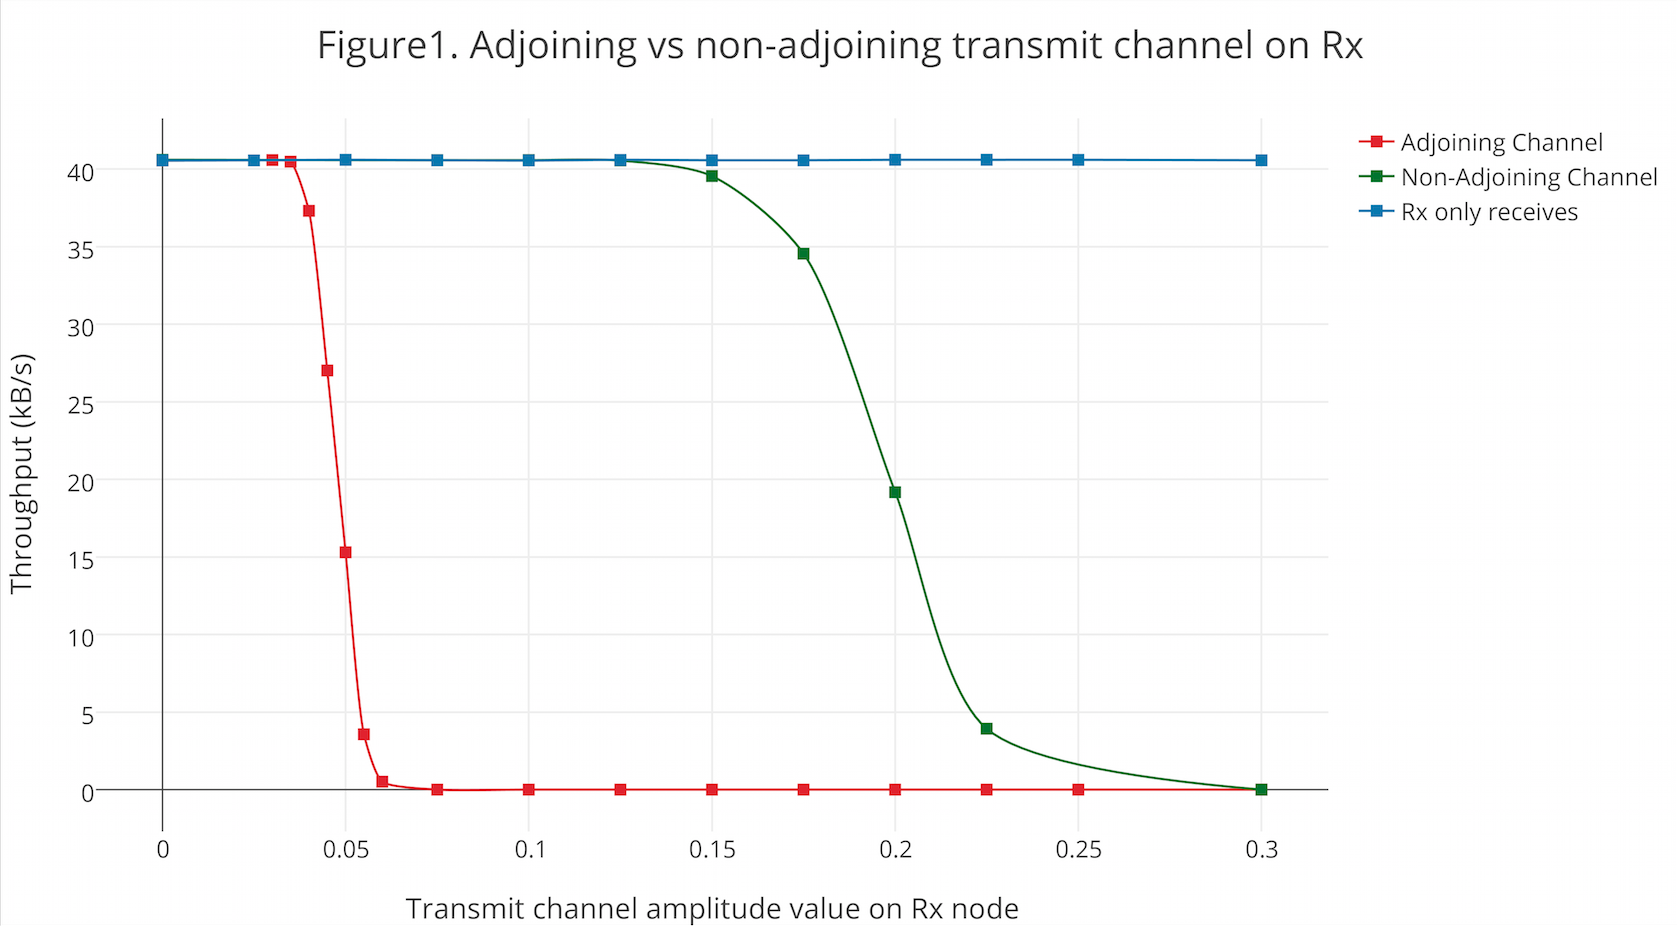 Figure1. Adjoining vs non-adjoining transmit channel on Rx
Adjoining Channel
Non-Adjoining Channel
Rx only receives
40
35
30
25
20
15
10
5
0
Throughput (kB/s)
0 0.05 0.1 0.15 0.2 0.25 0.3
Transmit channel amplitude value on Rx node